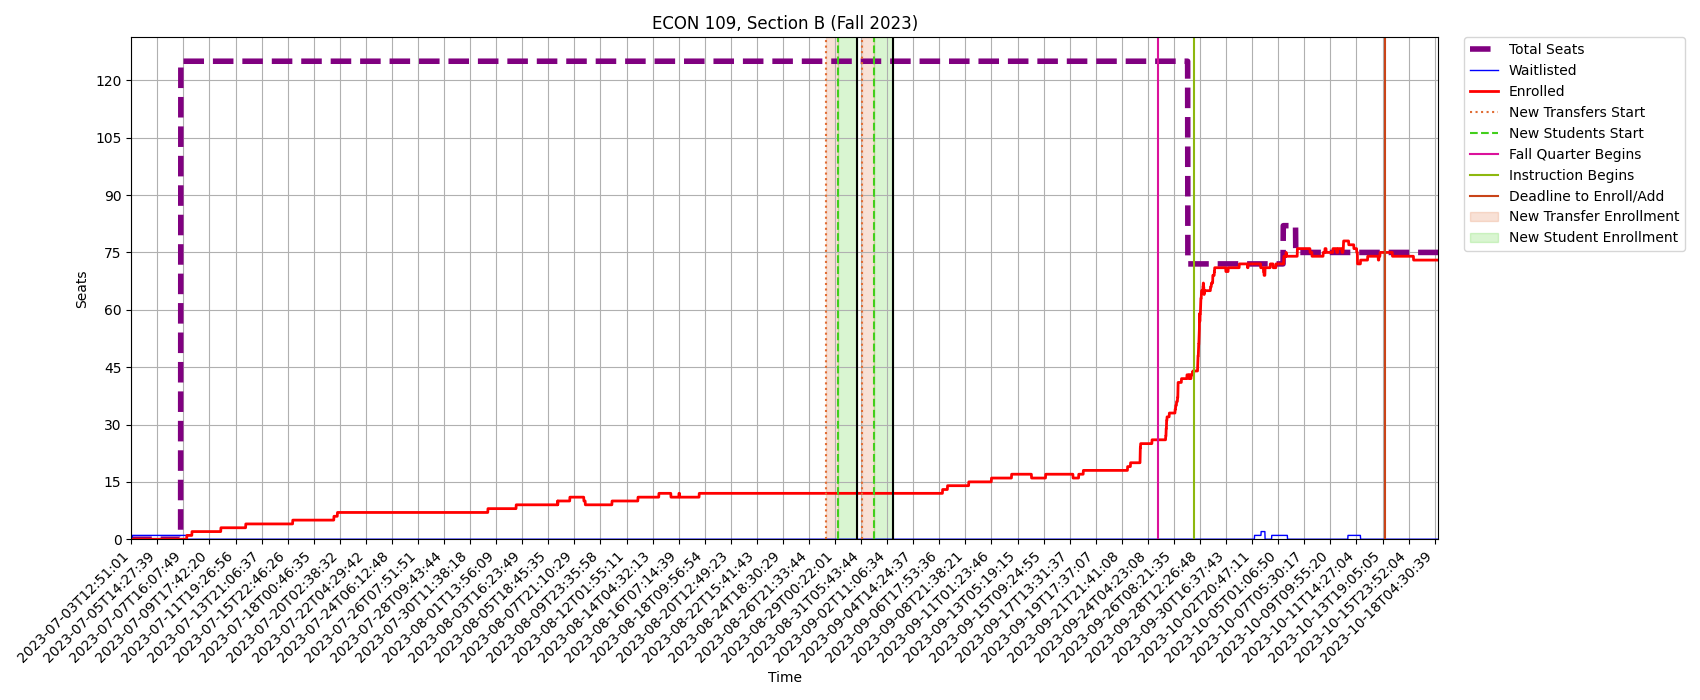 ECON 109, Section B (Fall 2023)
Total Seats
Waitlisted
Enrolled
New Transfers Start
New Students Start
Fall Quarter Begins
Instruction Begins
Deadline to Enroll/Add
New Transfer Enrollment
New Student Enrollment
Seats
120
105
90
75
60
45
30
15
0
2023-07-03T12:51:01
2023-07-05T14:27:39
2023-07-07T16:07:49
2023-07-09T17:42:20
2023-07-11T19:26:56
2023-07-13T21:06:37
2023-07-15T22:46:26
2023-07-18T00:46:35
2023-07-20T02:38:32
2023-07-22T04:29:42
2023-07-24T06:12:48
2023-07-26T07:51:51
2023-07-28T09:43:44
2023-07-30T11:38:18
2023-08-01T13:56:09
2023-08-03T16:23:49
2023-08-05T18:45:35
2023-08-07T21:10:29
2023-08-09T23:35:58
2023-08-12T01:55:11
2023-08-14T04:32:13
2023-08-16T07:14:39
2023-08-18T09:56:54
2023-08-20T12:49:23
2023-08-22T15:41:43
2023-08-24T18:30:29
2023-08-26T21:33:44
2023-08-29T00:22:01
2023-08-31T05:43:44
2023-09-02T11:06:34
2023-09-04T14:24:37
2023-09-06T17:53:36
2023-09-08T21:38:21
2023-09-11T01:23:46
2023-09-13T05:19:15
2023-09-15T09:24:55
2023-09-17T13:31:37
2023-09-19T17:37:07
2023-09-21T21:41:08
2023-09-24T04:23:08
2023-09-26T08:21:35
2023-09-28T12:26:48
2023-09-30T16:37:43
2023-10-02T20:47:11
2023-10-05T01:06:50
2023-10-07T05:30:17
2023-10-09T09:55:20
2023-10-11T14:27:04
2023-10-13T19:05:05
2023-10-15T23:52:04
2023-10-18T04:30:39
Time